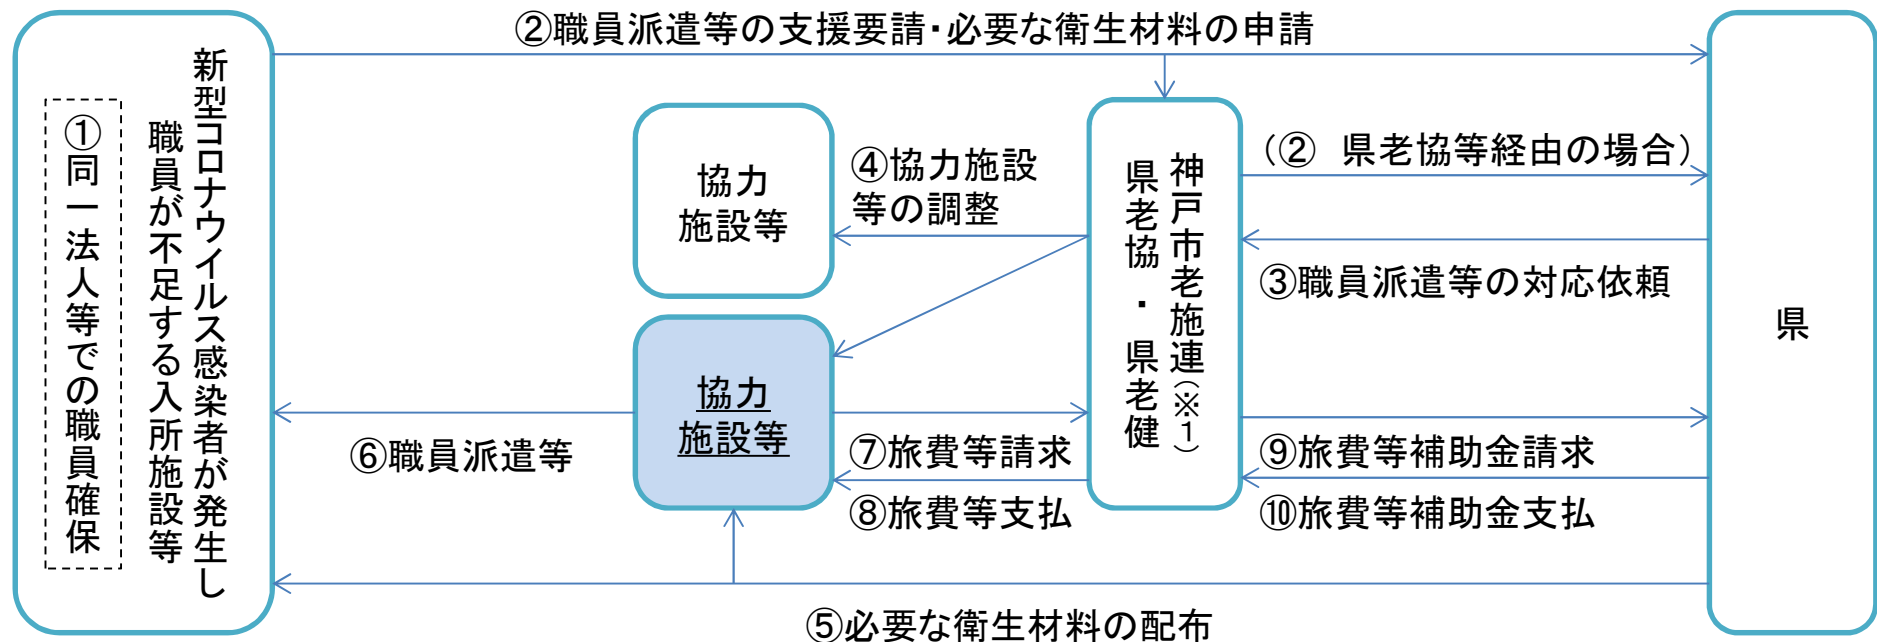 ②職員派遣等の支援要請・必要な衛生材料の申請
新型コロナウイルス感染者が発生し
職員が不足する入所施設等
①同一法人等での職員確保
協力
施設等
④協力施設
等の調整
神戸市老施連(※1)
県老協・県老健
(② 県老協等経由の場合)
③職員派遣等の対応依頼
県
協力
施設等
⑥職員派遣等
⑦旅費等請求
⑧旅費等支払
⑨旅費等補助金請求
⑩旅費等補助金支払
⑤必要な衛生材料の配布